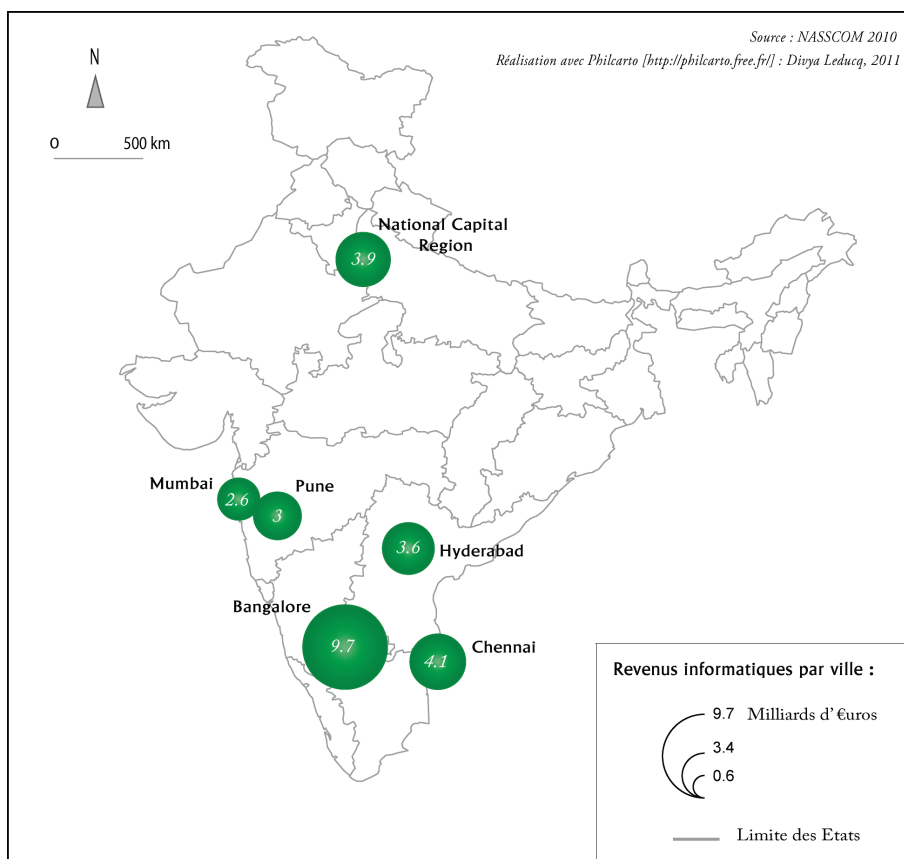 Source : NASSCOM 2010
Réalisation avec Philcarto [http://philcarto.free.fr/] : Divya Leducq, 2011
N
0 500 km
National Capital
Region
3.9
Mumbai
2.6
Pune
3
3.6
Hyderabad
Bangalore
9.7
Chennai
4.1
Revenus informatiques par ville :
9.7 Milliards d'€uros
3.4
0.6
Limite des Etats